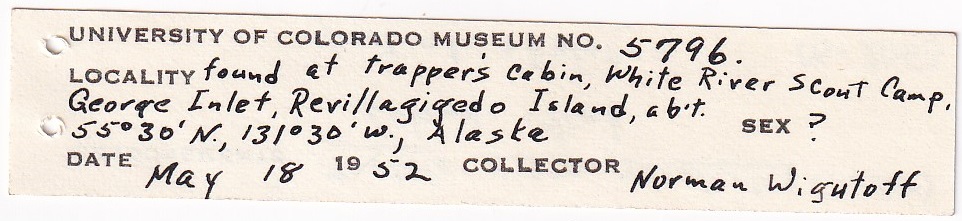 UNIVERSITY OF COLORADO MUSEUM NO. 5796.
LOCALITY found at trapper's cabin, White River Scout Camp,
George Inlet, Revillagigedo Island, ab't.
55°30' N., 131°30' W., Alaska SEX ?
DATE May 18 1952 COLLECTOR Norman Wigutoff